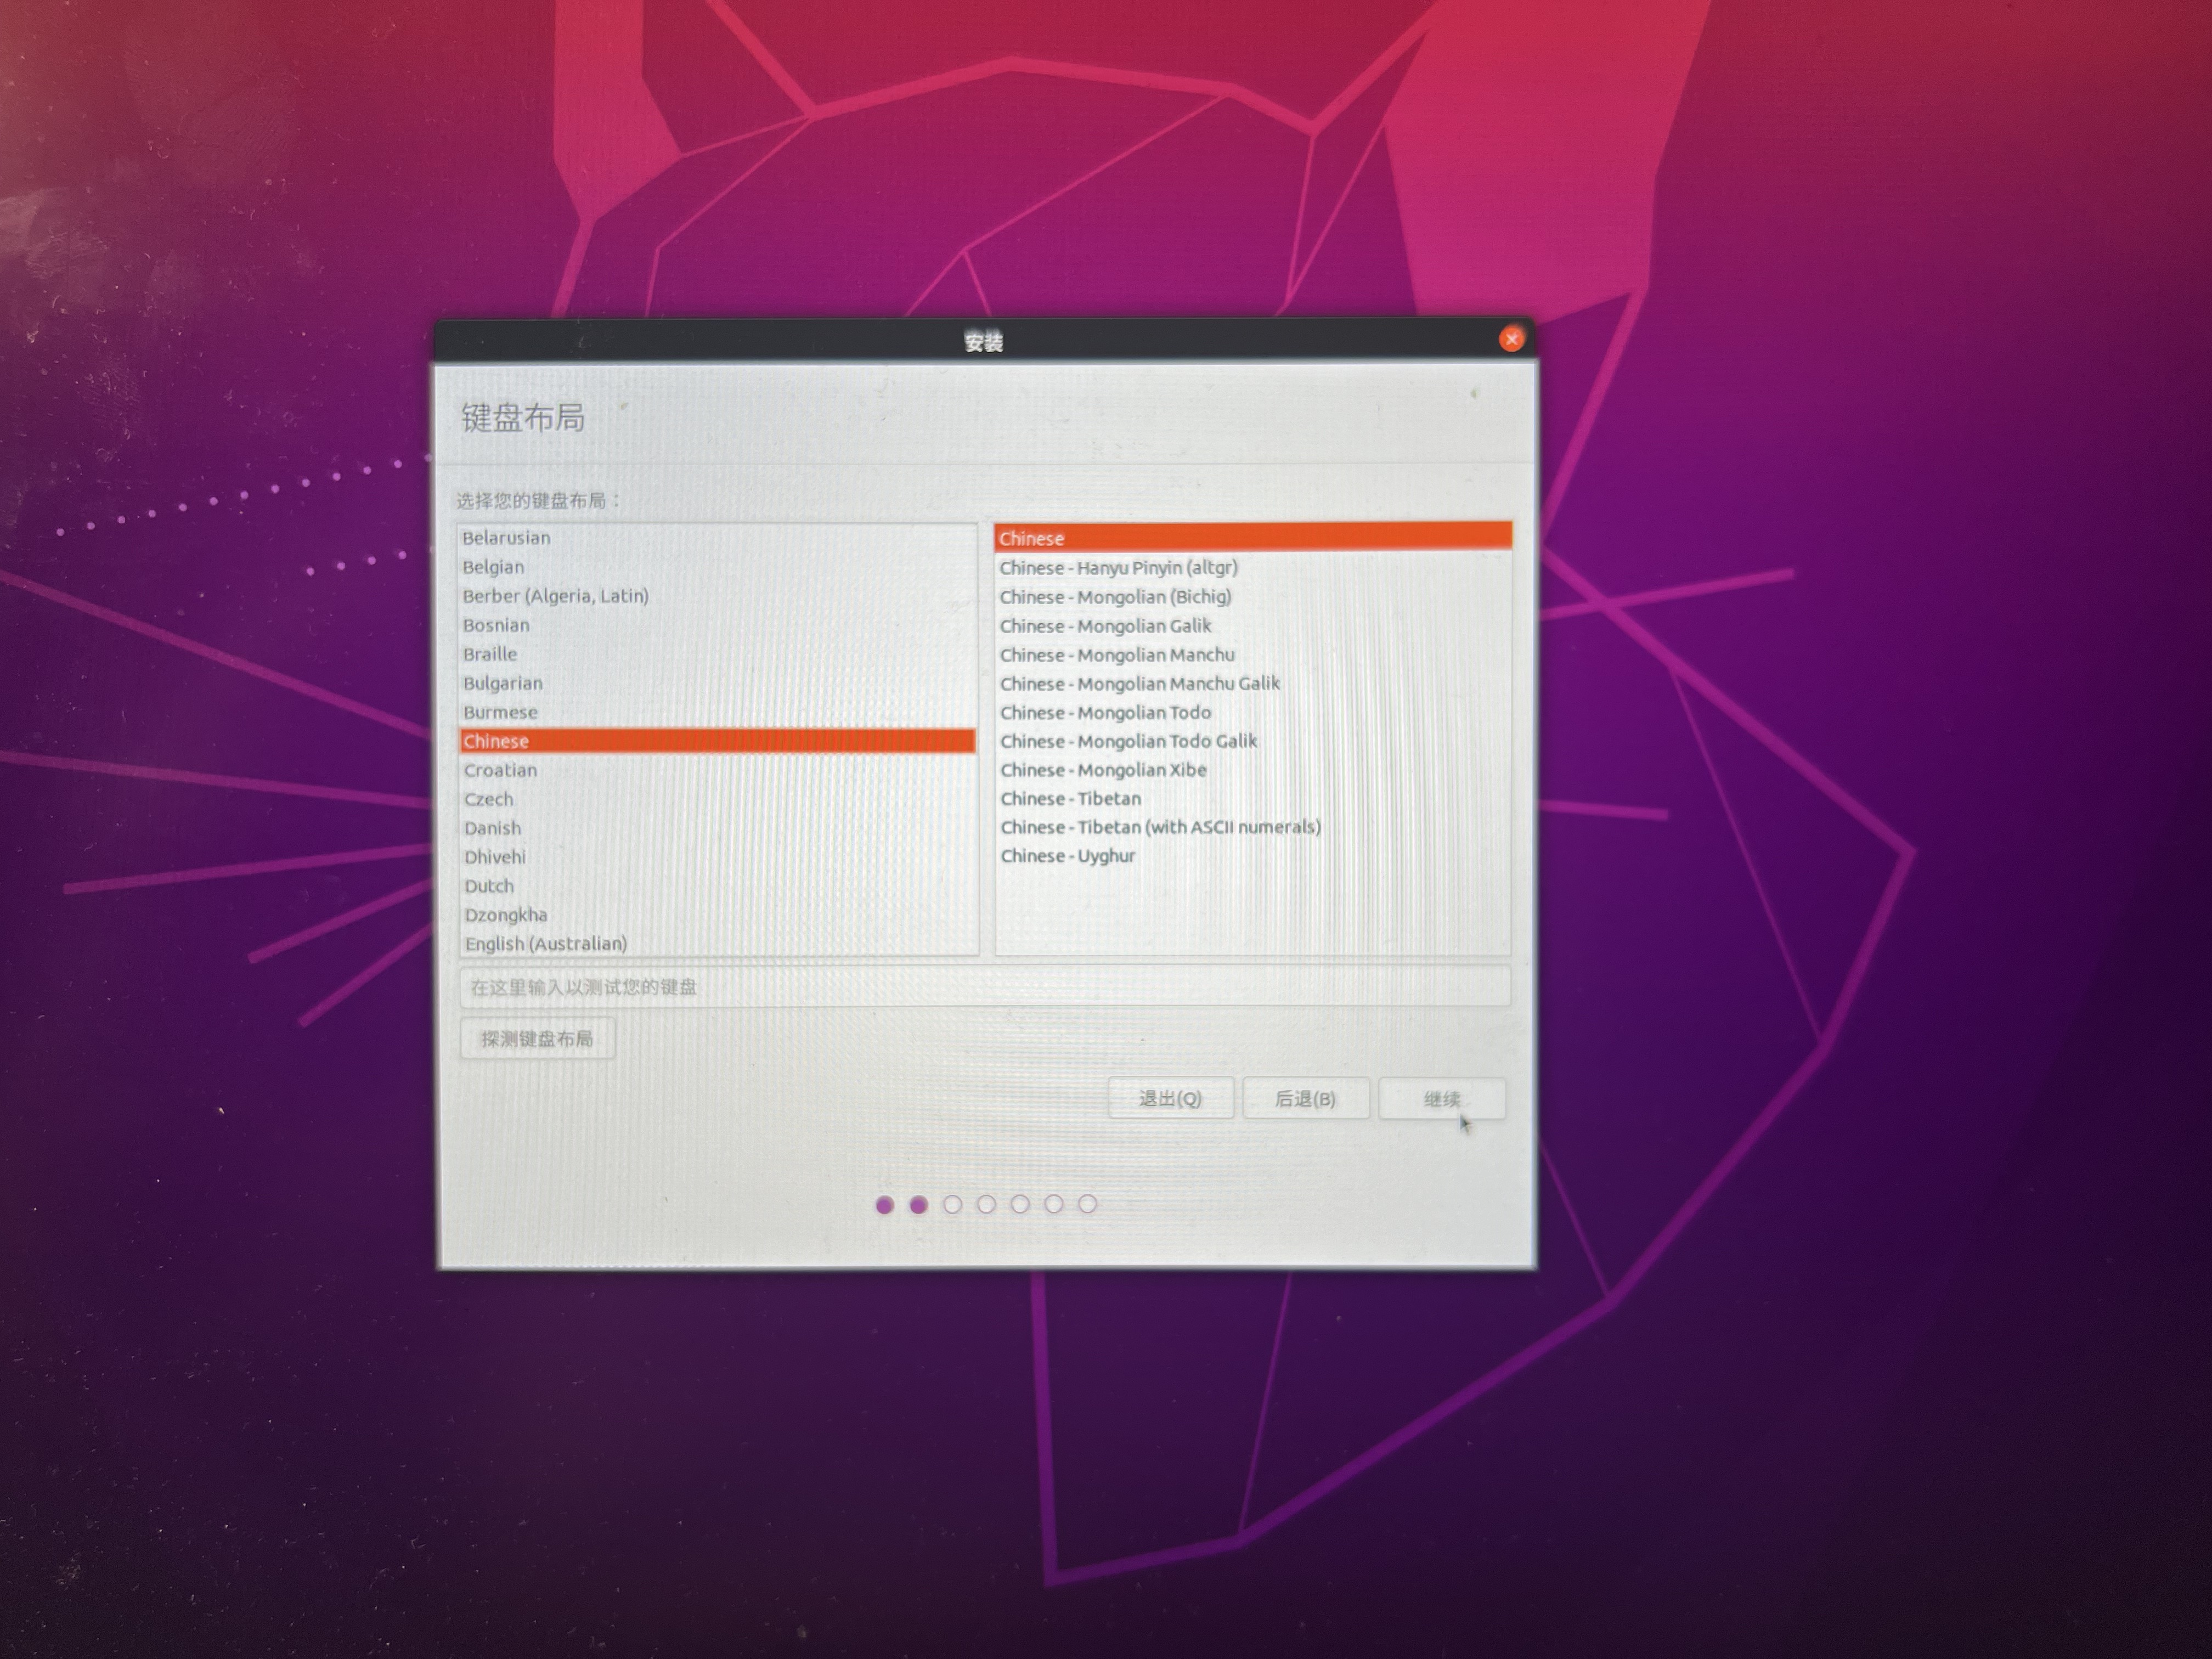 安装
键盘布局
选择您的键盘布局：
Belarusian
Belgian
Berber (Algeria, Latin)
Bosnian
Braille
Bulgarian
Burmese
Chinese
Croatian
Czech
Danish
Dhivehi
Dutch
Dzongkha
English (Australian)
Chinese
Chinese - Hanyu Pinyin (altgr)
Chinese - Mongolian (Bichig)
Chinese - Mongolian Galik
Chinese - Mongolian Manchu
Chinese - Mongolian Manchu Galik
Chinese - Mongolian Todo
Chinese - Mongolian Todo Galik
Chinese - Mongolian Xibe
Chinese - Tibetan
Chinese - Tibetan (with ASCII numerals)
Chinese - Uyghur
在这里输入以测试您的键盘
探测键盘布局
退出(Q) 后退(B) 继续